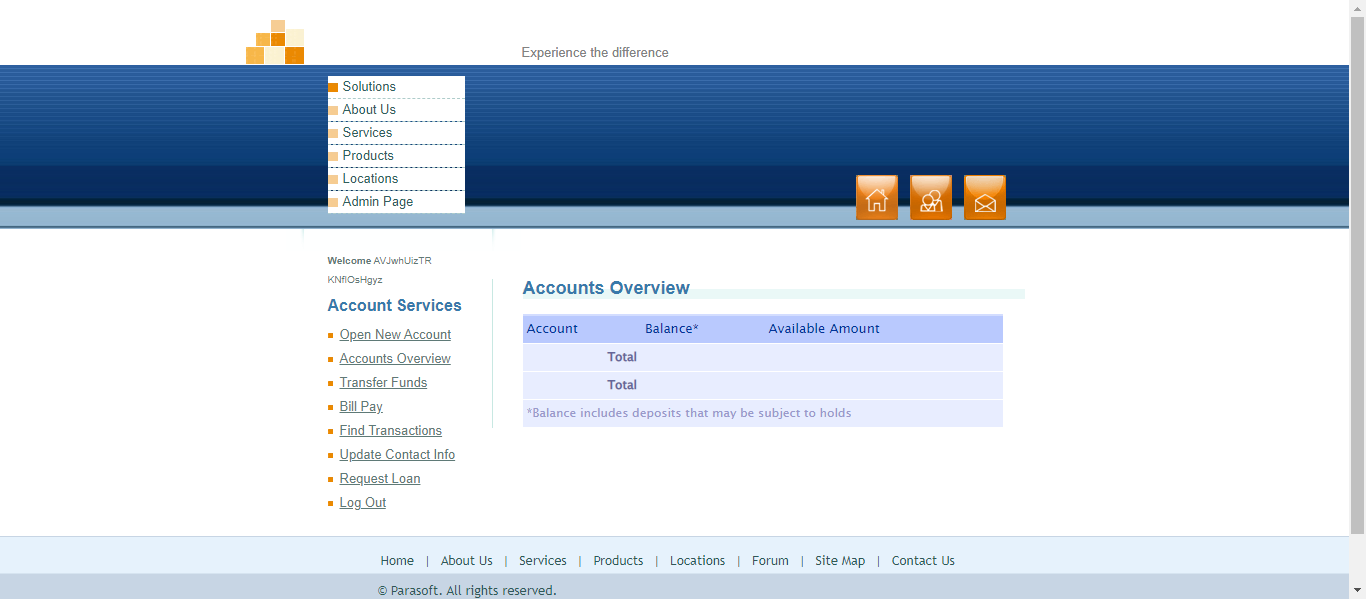 Experience the difference
Solutions
About Us
Services
Products
Locations
Admin Page
Welcome AVJwhUizTR
KNflOsHgyz
Account Services
Open New Account
Accounts Overview
Transfer Funds
Bill Pay
Find Transactions
Update Contact Info
Request Loan
Log Out
Accounts Overview
Account Balance* Available Amount
Total
Total
*Balance includes deposits that may be subject to holds
Home | About Us | Services | Products | Locations | Forum | Site Map | Contact Us
© Parasoft. All rights reserved.